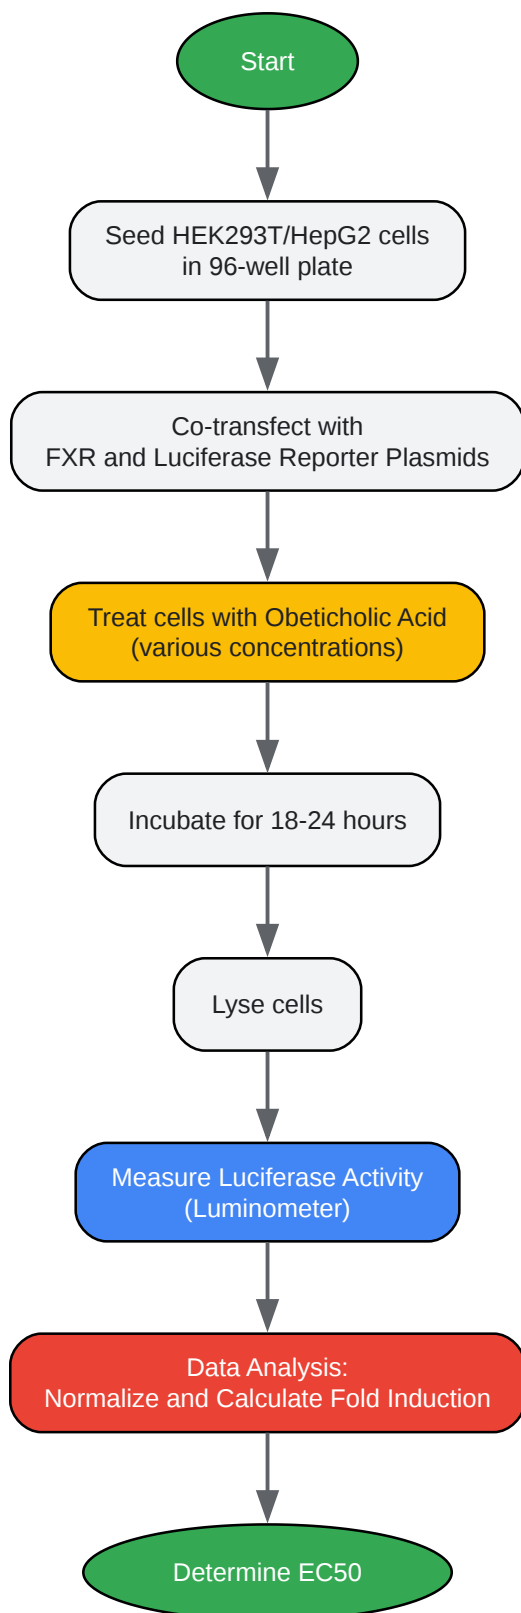 Start
Seed HEK293T/HepG2 cells
in 96-well plate
Co-transfect with
FXR and Luciferase Reporter Plasmids
Treat cells with Obeticholic Acid
(various concentrations)
Incubate for 18-24 hours
Lyse cells
Measure Luciferase Activity
(Luminometer)
Data Analysis:
Normalize and Calculate Fold Induction
Determine EC50